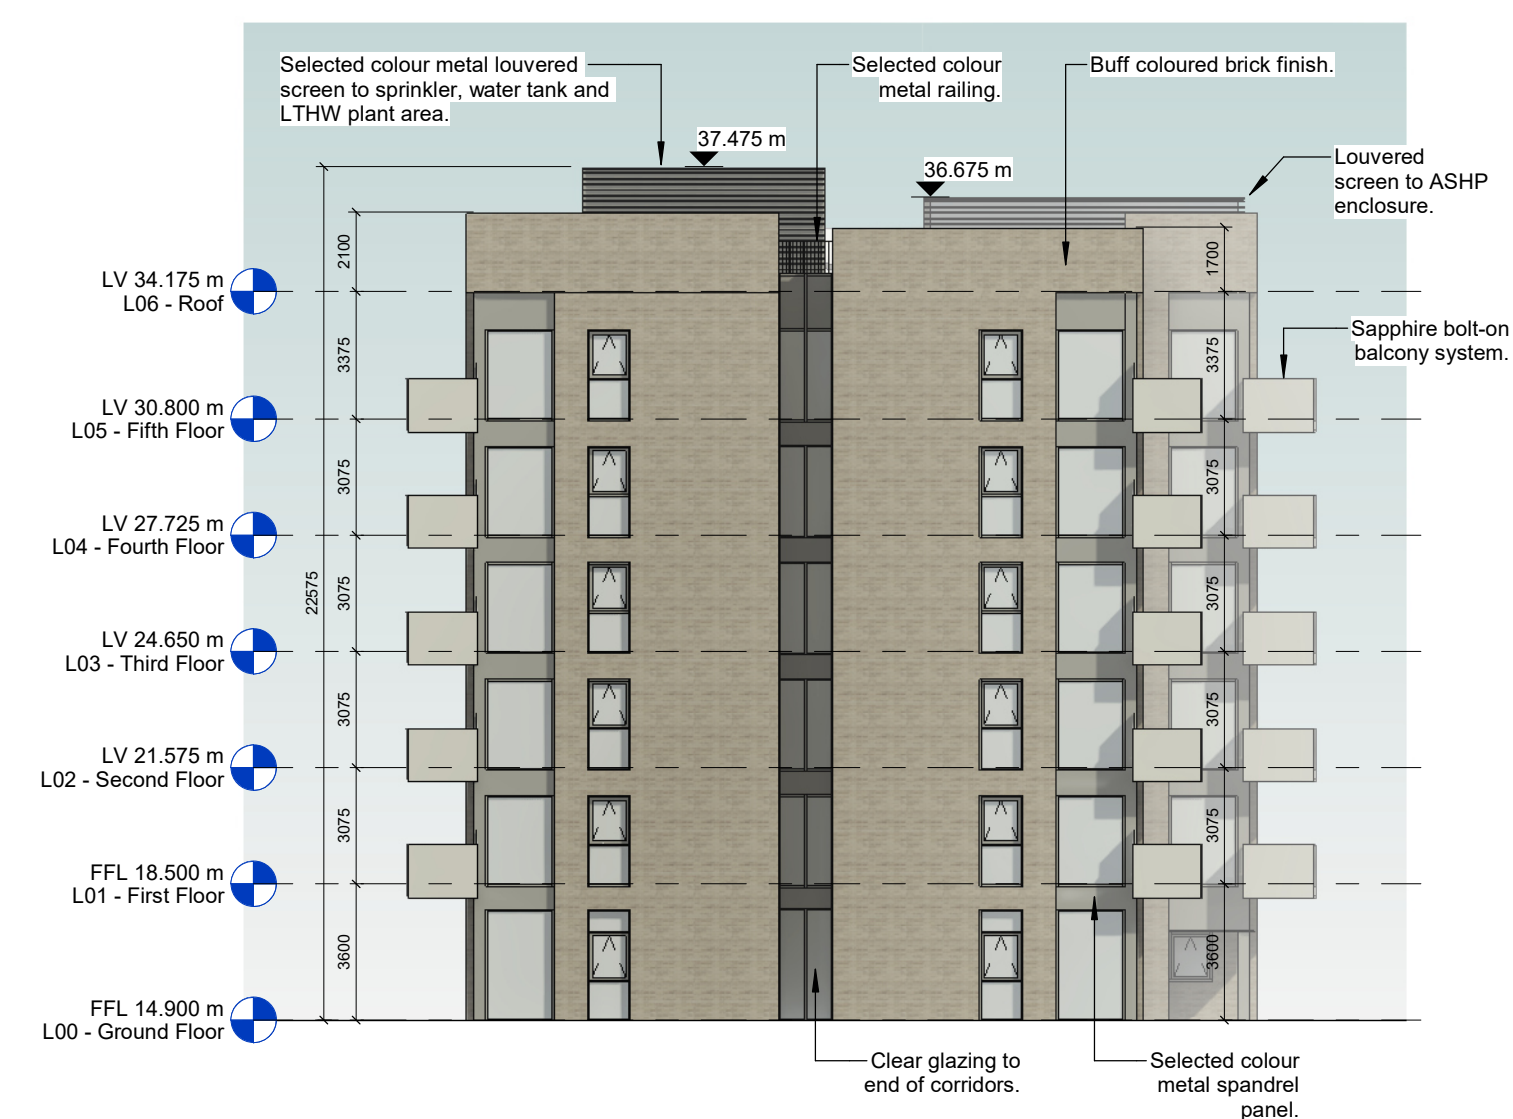 Selected colour metal louvered
screen to sprinkler, water tank and
LTHW plant area.
Selected colour
metal railing.
Buff coloured brick finish.
37.475 m
36.675 m
Louvered
screen to ASHP
enclosure.
2100
1700
LV 34.175 m
L06 - Roof
3375
3375
Sapphire bolt-on
balcony system.
LV 30.800 m
L05 - Fifth Floor
3075
3075
LV 27.725 m
L04 - Fourth Floor
22575
3075
3075
LV 24.650 m
L03 - Third Floor
3075
3075
LV 21.575 m
L02 - Second Floor
3075
3075
FFL 18.500 m
L01 - First Floor
3600
3600
FFL 14.900 m
L00 - Ground Floor
Clear glazing to
end of corridors.
Selected colour
metal spandrel
panel.